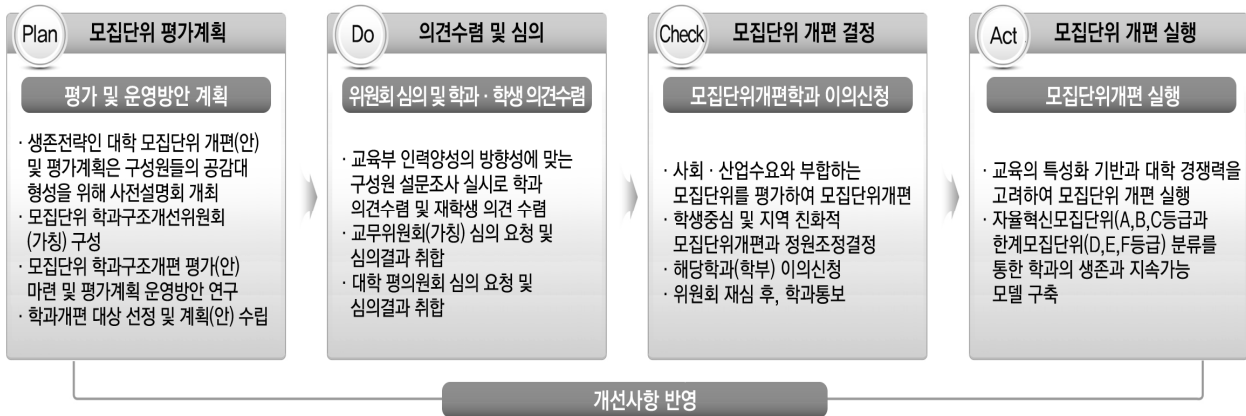 Plan
모집단위 평가계획
평가 및 운영방안 계획
· 생존전략인 대학 모집단위 개편(안)
및 평가계획은 구성원들의 공감대
형성을 위해 사전설명회 개최
· 모집단위 학과구조개선위원회
(가칭) 구성
· 모집단위 학과구조개편 평가(안)
마련 및 평가계획 운영방안 연구
· 학과개편 대상 선정 및 계획(안) 수립
Do
의견수렴 및 심의
위원회 심의 및 학과 · 학생 의견수렴
· 교육부 인력양성의 방향성에 맞는
구성원 설문조사 실시로 학과
의견수렴 및 재학생 의견 수렴
· 교무위원회(가칭) 심의 요청 및
심의결과 취합
· 대학 평의원회 심의 요청 및
심의결과 취합
Check
모집단위 개편 결정
모집단위개편학과 이의신청
· 사회 · 산업수요와 부합하는
모집단위를 평가하여 모집단위개편
· 학생중심 및 지역 친화적
모집단위개편과 정원조정결정
· 해당학과(학부) 이의신청
· 위원회 재심 후, 학과통보
Act
모집단위 개편 실행
모집단위개편 실행
· 교육의 특성화 기반과 대학 경쟁력을
고려하여 모집단위 개편 실행
· 자율혁신모집단위(A,B,C등급과
한계모집단위(D,E,F등급) 분류를
통한 학과의 생존과 지속가능
모델 구축
개선사항 반영